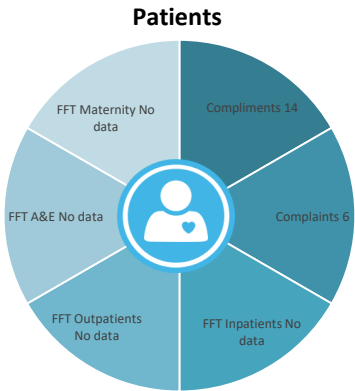 Patients
Compliments 14
Complaints 6
FFT Inpatients No
data
FFT Outpatients
No data
FFT A&E No data
FFT Maternity No
data